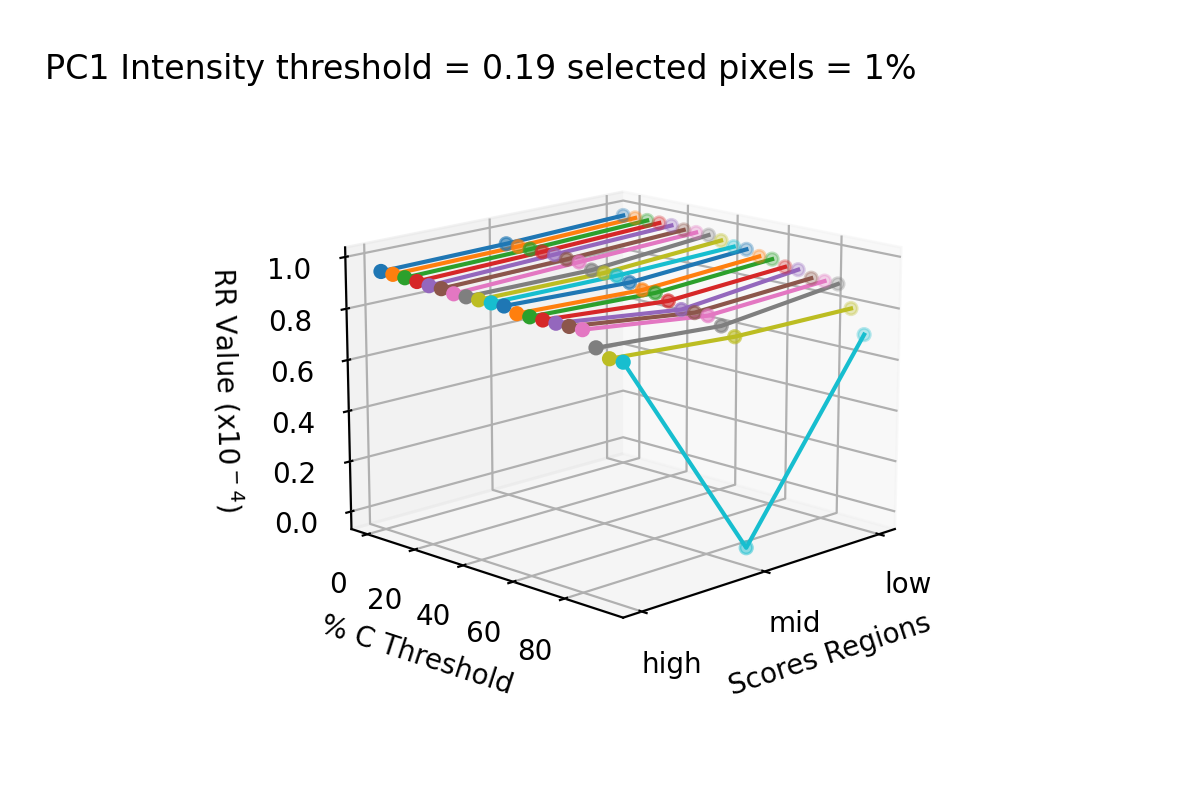 PC1 Intensity threshold = 0.19 selected pixels = 1%
1.0
0.8
0.6
0.4
0.2
0.0
RR Value (x10⁻⁴)
0
20
40
60
80
% C Threshold
high
mid
low
Scores Regions